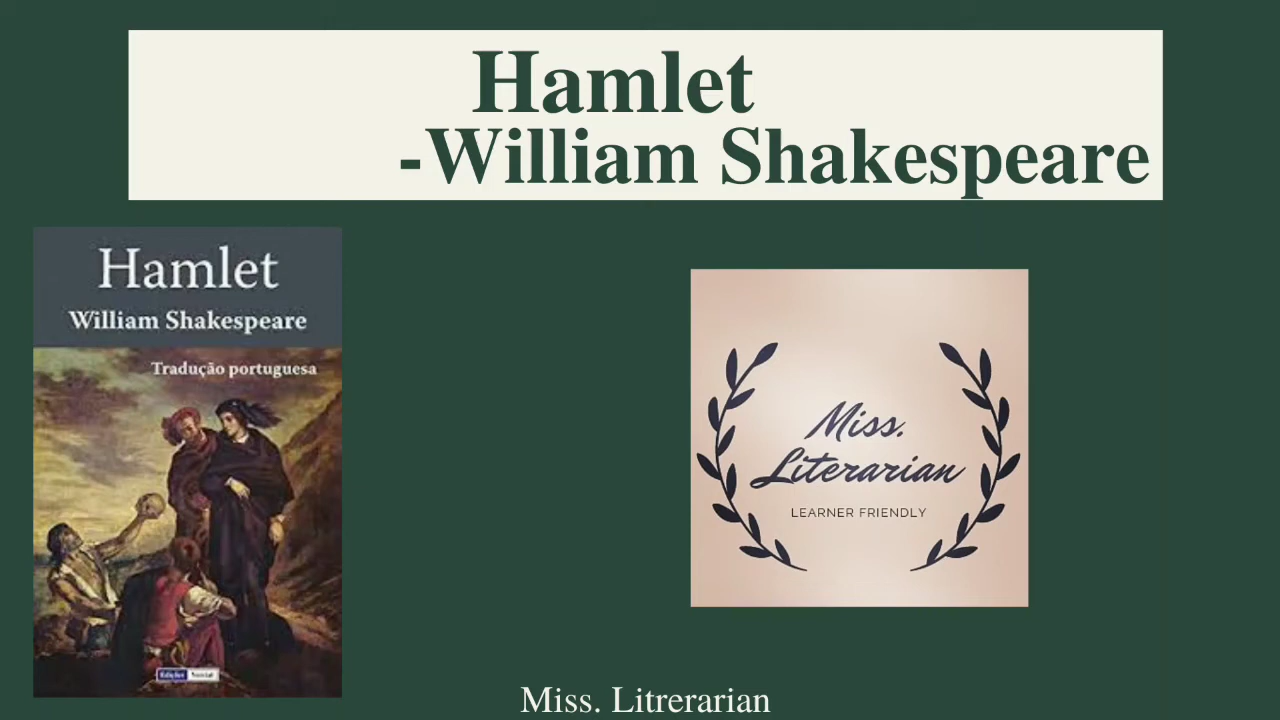 Hamlet
-William Shakespeare
Hamlet
William Shakespeare
Tradução portuguesa
Miss.
Literarian
LEARNER FRIENDLY
Miss. Litrerarian